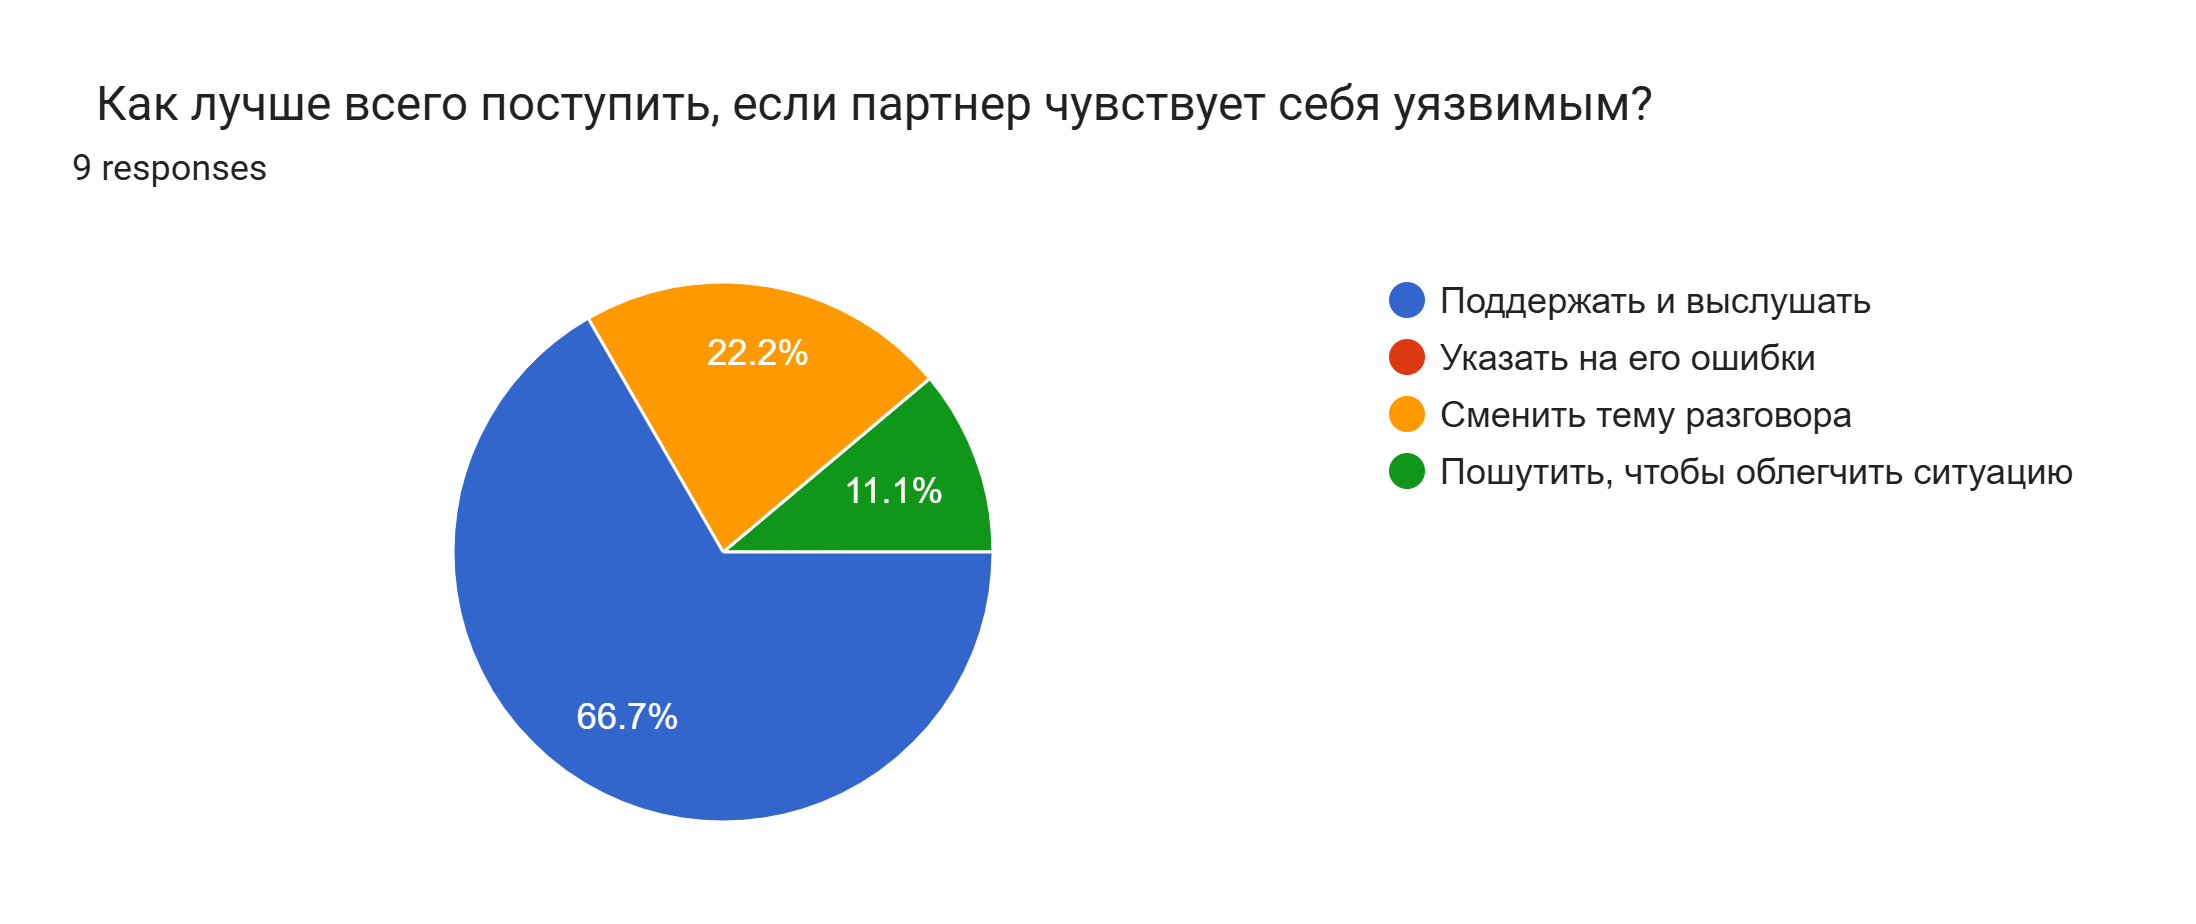 Как лучше всего поступить, если партнер чувствует себя уязвимым?
9 responses
22.2%
11.1%
66.7%
Поддержать и выслушать
Указать на его ошибки
Сменить тему разговора
Пошутить, чтобы облегчить ситуацию